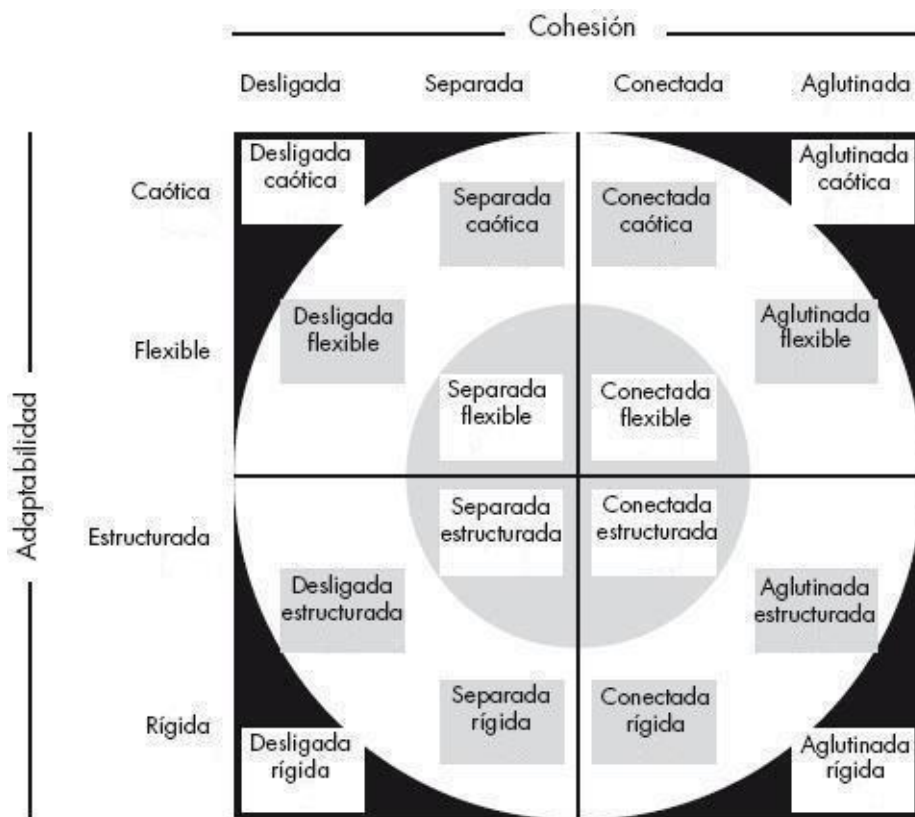 Cohesión
Desligada Separada Conectada Aglutinada
Adaptabilidad
Caótica
Flexible
Estructurada
Rígida
Desligada
caótica
Separada
caótica
Conectada
caótica
Aglutinada
caótica
Desligada
flexible
Separada
flexible
Conectada
flexible
Aglutinada
flexible
Desligada
estructurada
Separada
estructurada
Conectada
estructurada
Aglutinada
estructurada
Desligada
rígida
Separada
rígida
Conectada
rígida
Aglutinada
rígida